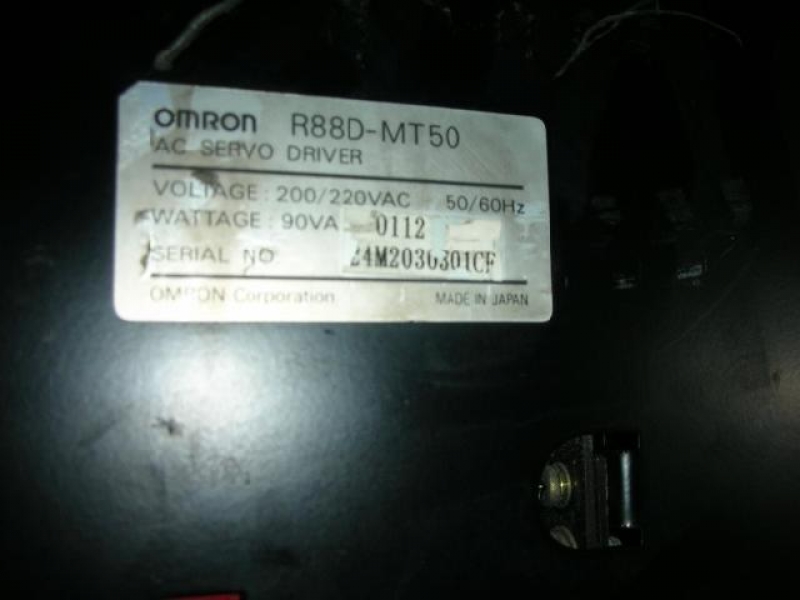 OMRON R88D-MT50
AC SERVO DRIVER
VOLTAGE : 200/220VAC 50/60Hz
WATTAGE : 90VA 0112
SERIAL NO
OMRON Corporation MADE IN JAPAN